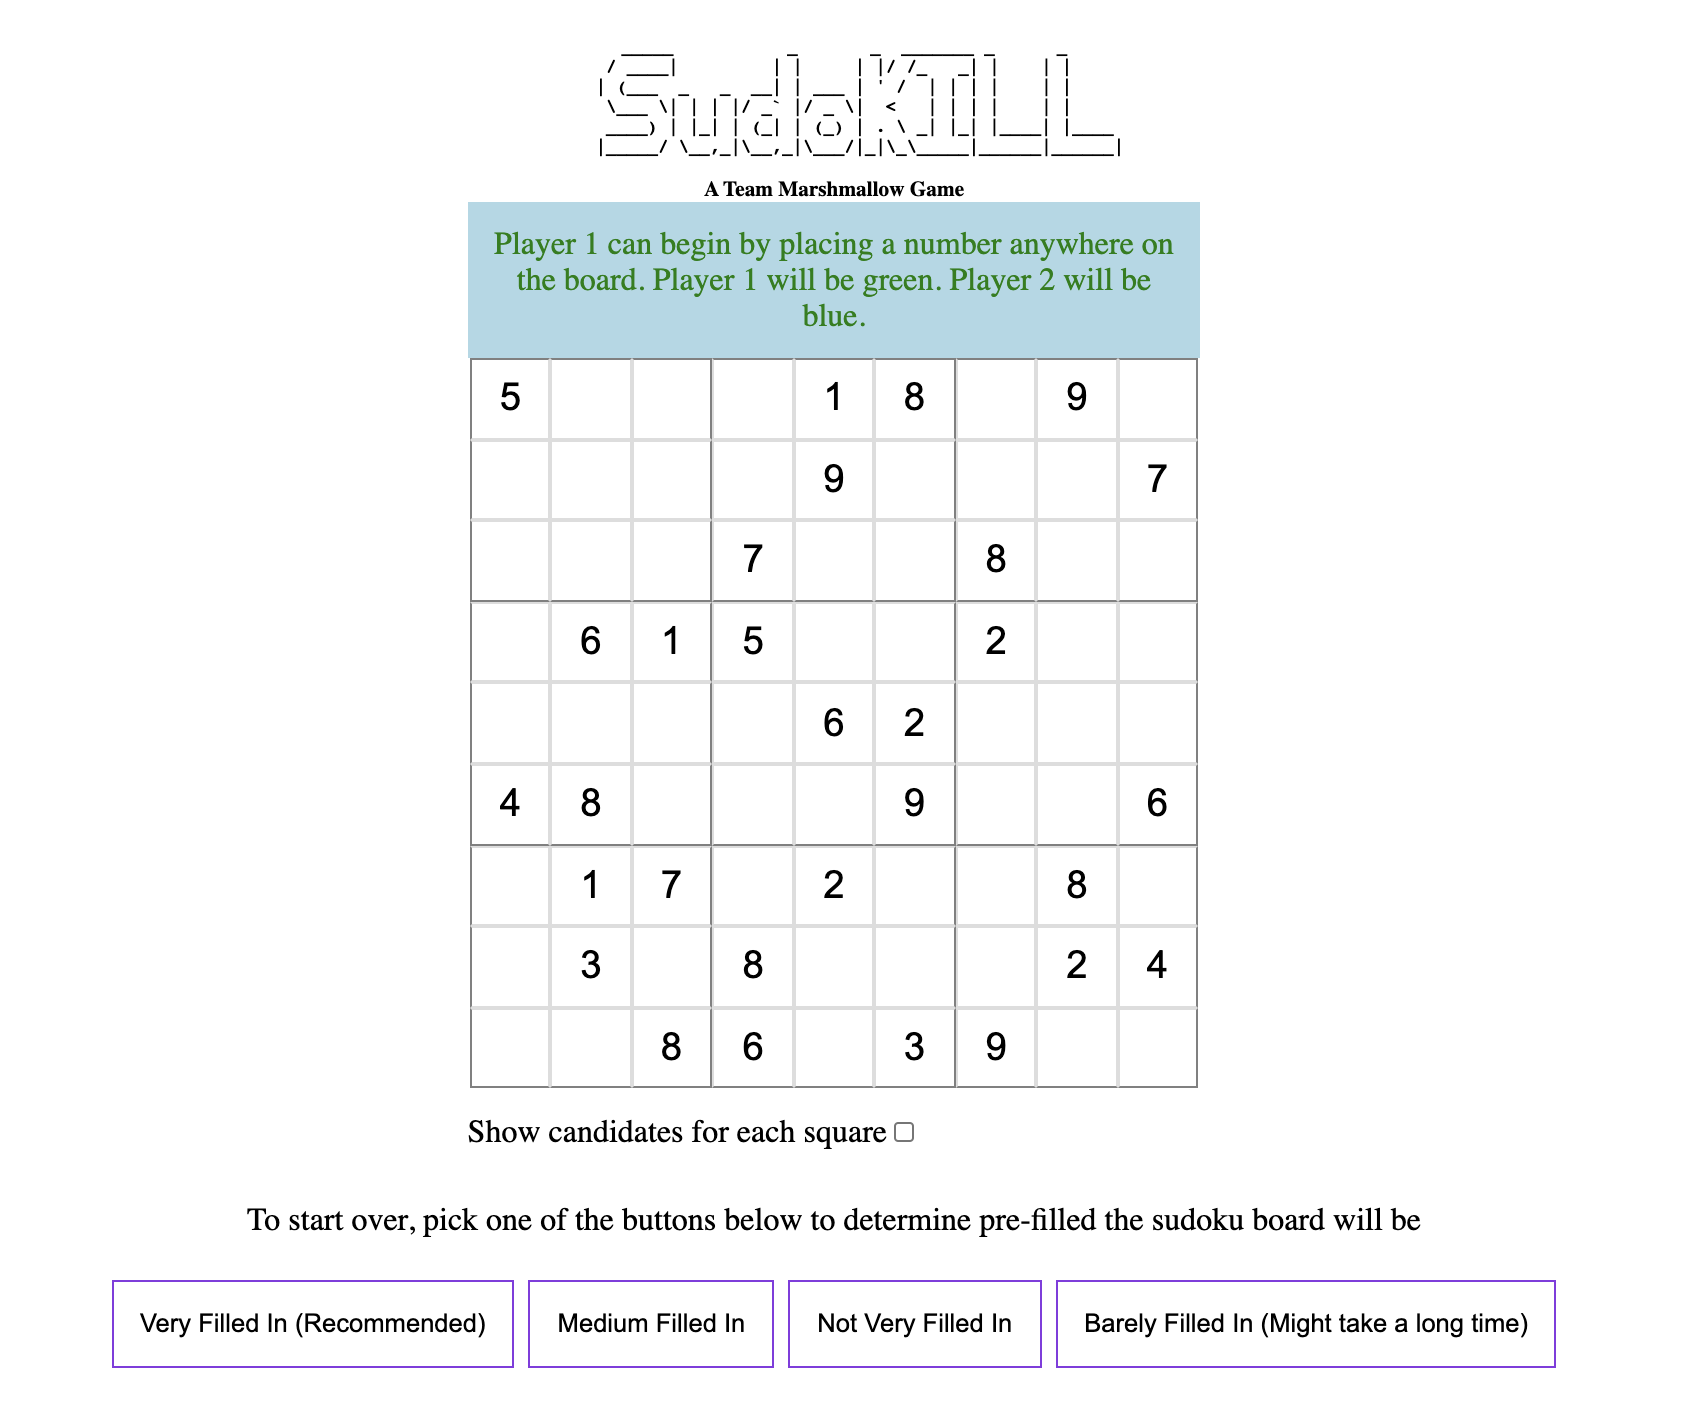 SudoKILL
A Team Marshmallow Game
Player 1 can begin by placing a number anywhere on
the board. Player 1 will be green. Player 2 will be
blue.
5 1 8 9
9 7
7 8
6 1 5 2
6 2
4 8 9 6
1 7 2 8
3 8 2 4
8 6 3 9
Show candidates for each square
To start over, pick one of the buttons below to determine pre-filled the sudoku board will be
Very Filled In (Recommended) Medium Filled In Not Very Filled In Barely Filled In (Might take a long time)